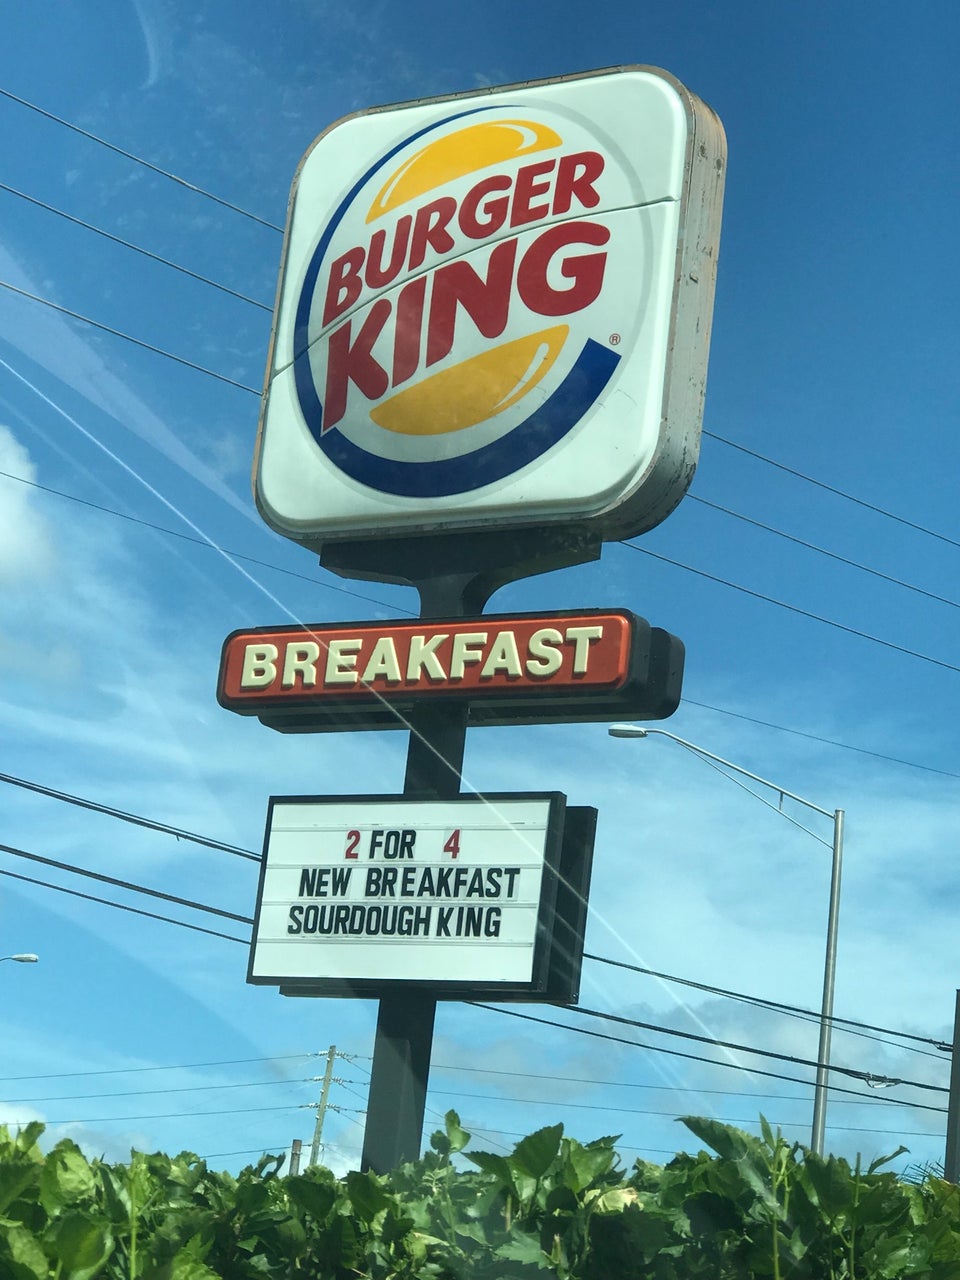 BURGER
KING
®
BREAKFAST
2 FOR 4
NEW BREAKFAST
SOURDOUGH KING